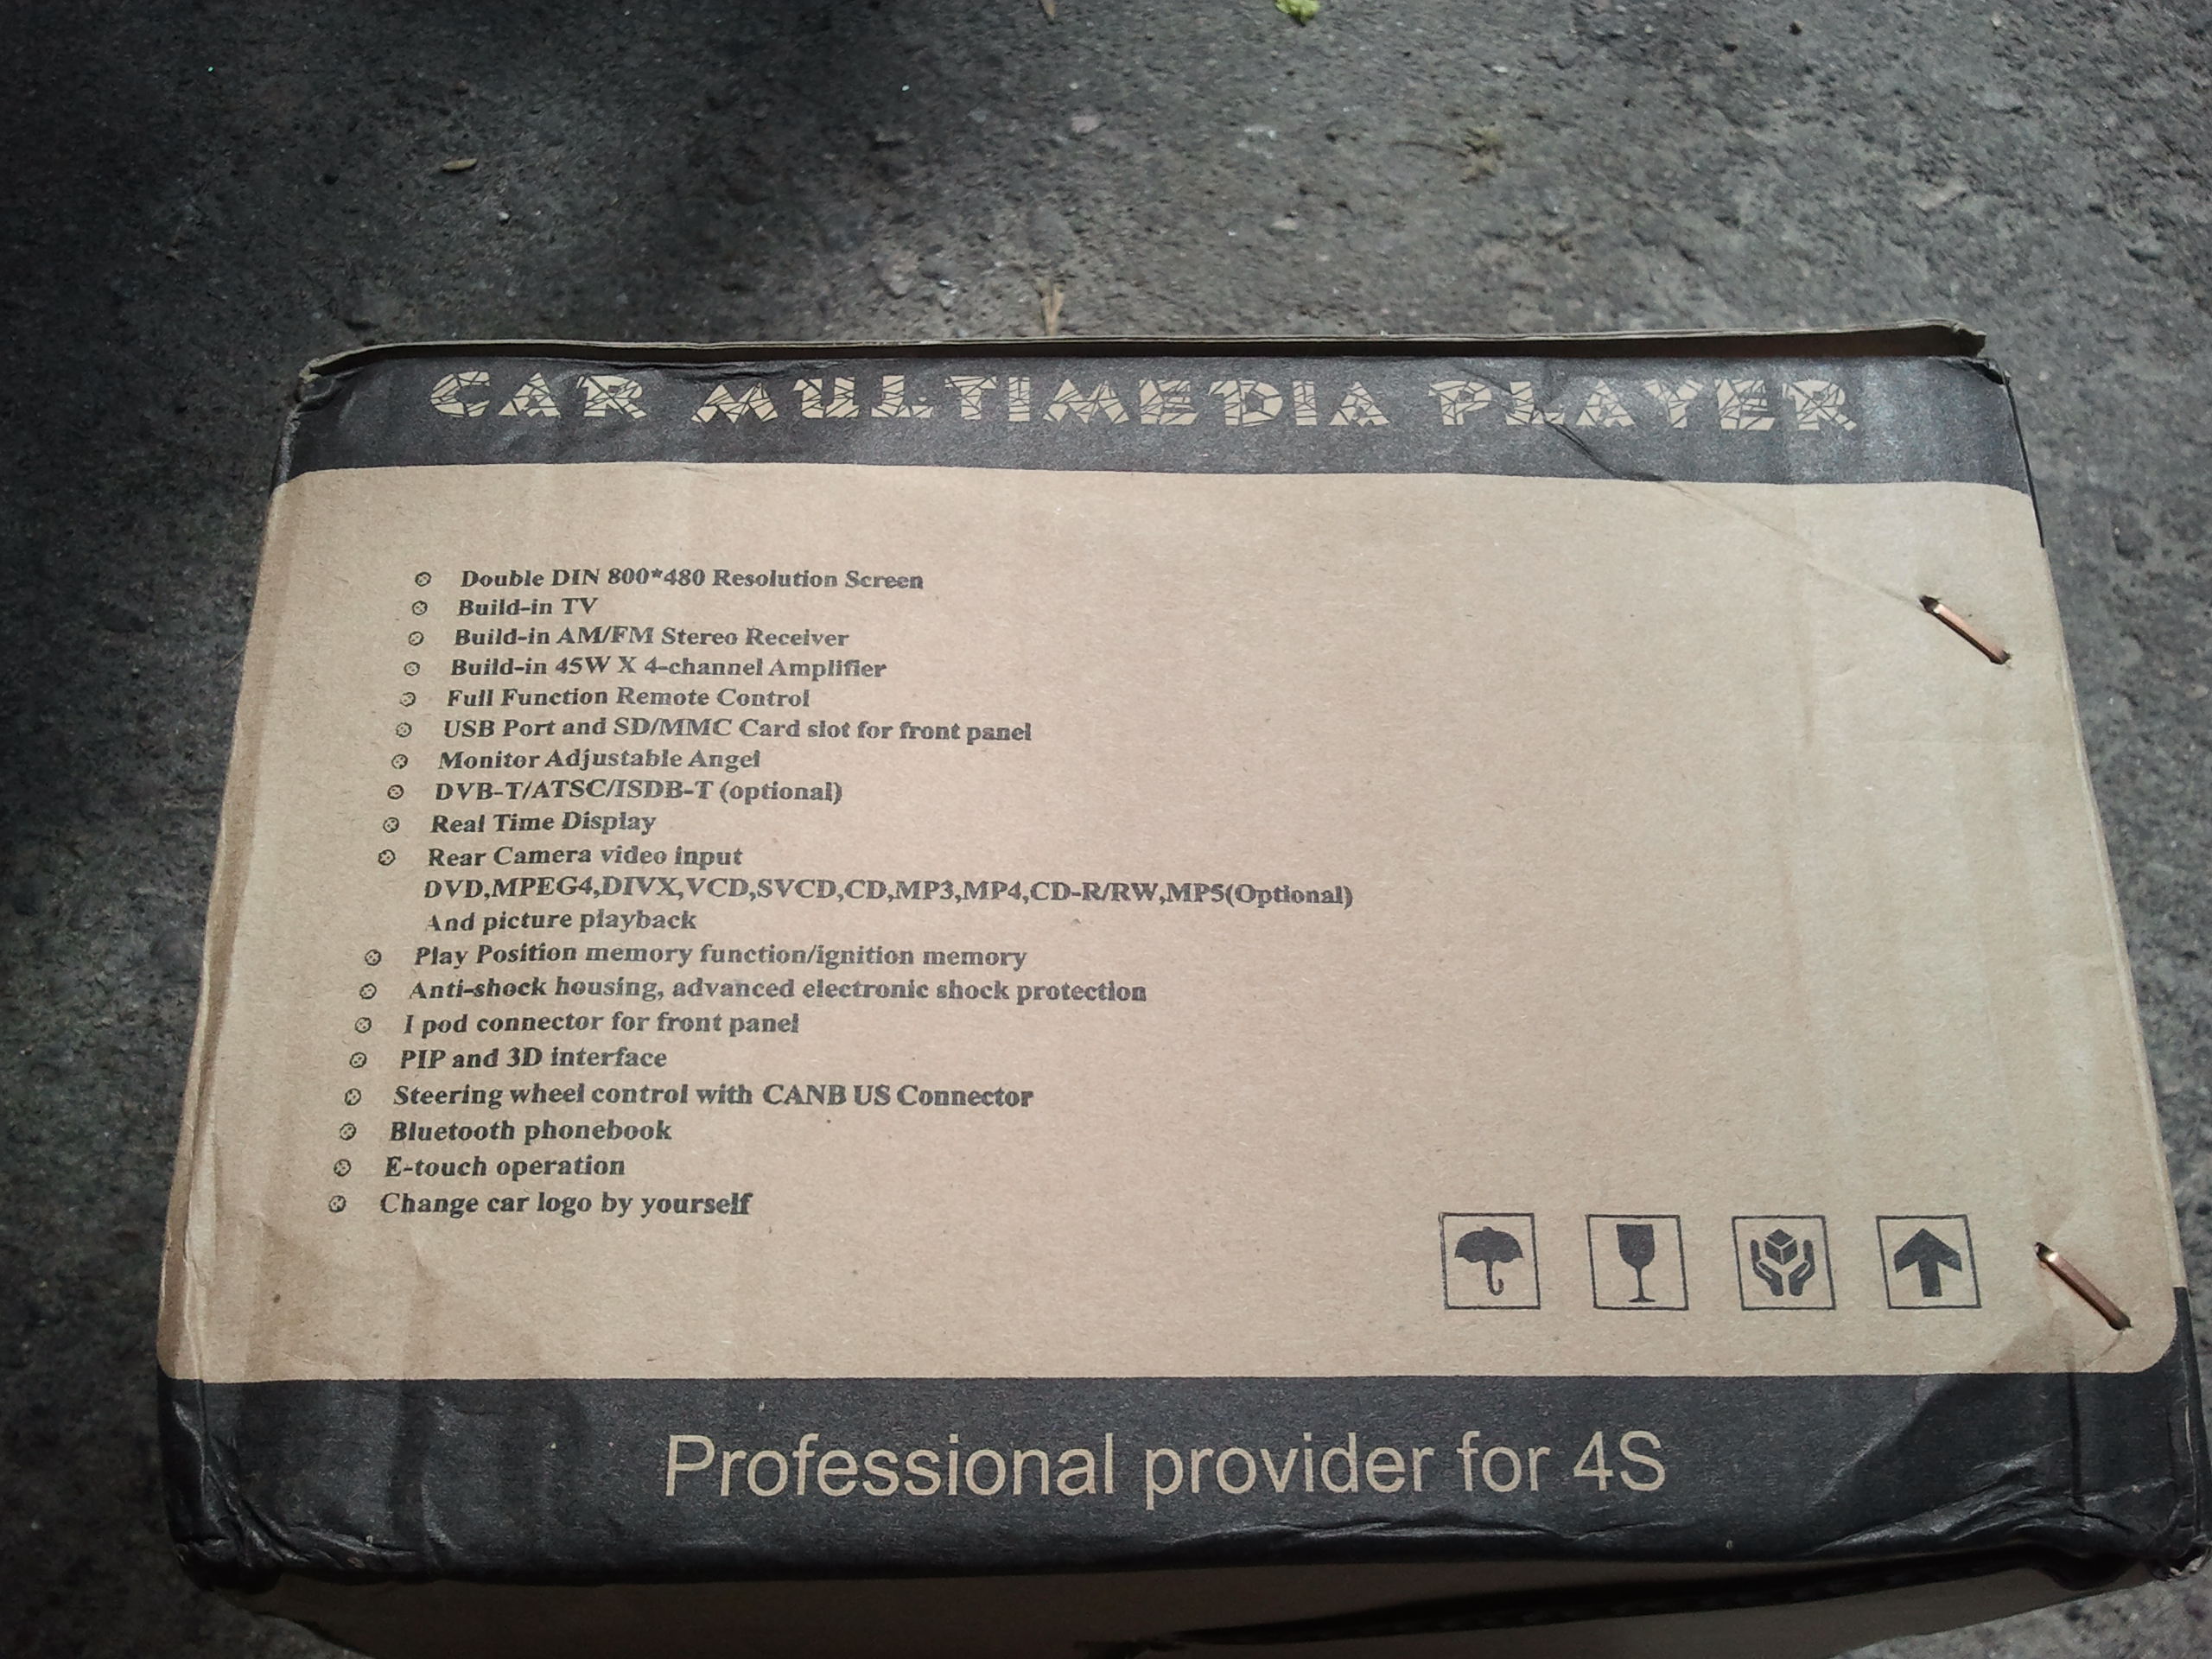 CAR MULTIMEDIA PLAYER
Double DIN 800*480 Resolution Screen
Build-in TV
Build-in AM/FM Stereo Receiver
Build-in 45W X 4-channel Amplifier
Full Function Remote Control
USB Port and SD/MMC Card slot for front panel
Monitor Adjustable Angel
DVB-T/ATSC/ISDB-T (optional)
Real Time Display
Rear Camera video input
DVD,MPEG4,DIVX,VCD,SVCD,CD,MP3,MP4,CD-R/RW,MP5(Optional)
And picture playback
Play Position memory function/ignition memory
Anti-shock housing, advanced electronic shock protection
I pod connector for front panel
PIP and 3D interface
Steering wheel control with CANB US Connector
Bluetooth phonebook
E-touch operation
Change car logo by yourself
Professional provider for 4S